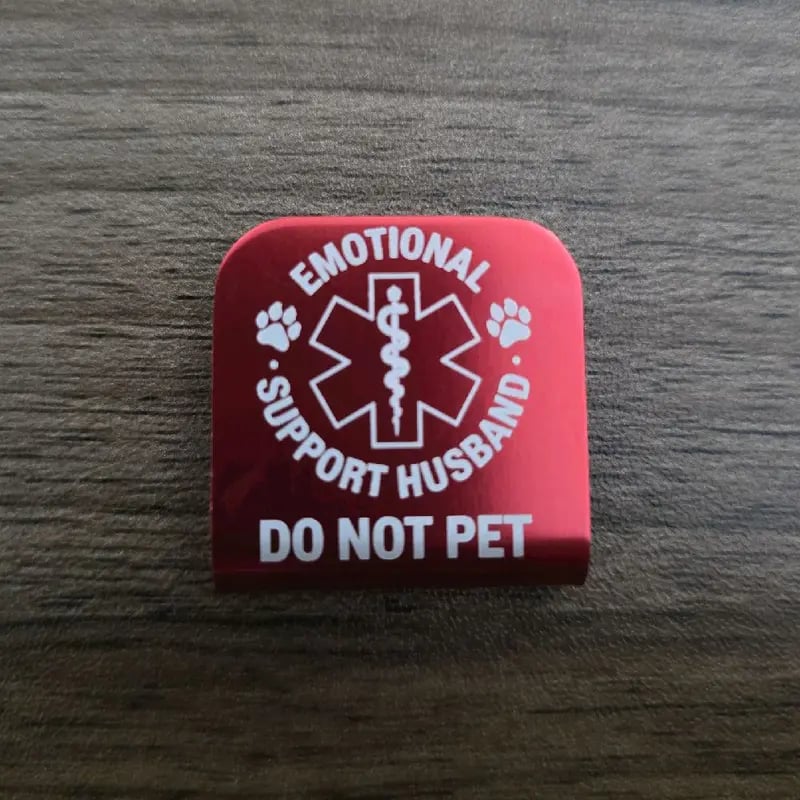 EMOTIONAL
· SUPPORT HUSBAND ·
DO NOT PET